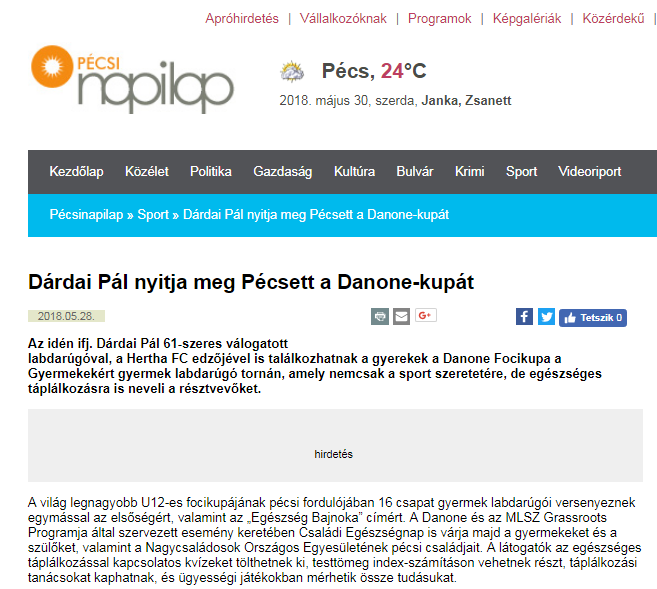 Apróhirdetés | Vállalkozóknak | Programok | Képgalériák | Közérdekű |
PÉCSI
napilap
Pécs, 24°C
2018. május 30, szerda, Janka, Zsanett
Kezdőlap Közélet Politika Gazdaság Kultúra Bulvár Krimi Sport Videoriport
Pécsinapilap » Sport » Dárdai Pál nyitja meg Pécsett a Danone-kupát
Dárdai Pál nyitja meg Pécsett a Danone-kupát
2018.05.28.
G+
Tetszik 0
Az idén ifj. Dárdai Pál 61-szeres válogatott
labdarúgóval, a Hertha FC edzőjével is találkozhatnak a gyerekek a Danone Focikupa a
Gyermekekért gyermek labdarúgó tornán, amely nemcsak a sport szeretetére, de egészséges
táplálkozásra is neveli a résztvevőket.
hirdetés
A világ legnagyobb U12-es focikupájának pécsi fordulójában 16 csapat gyermek labdarúgói versenyeznek
egymással az elsőségért, valamint az „Egészség Bajnoka” címért. A Danone és az MLSZ Grassroots
Programja által szervezett esemény keretében Családi Egészségnap is várja majd a gyermekeket és a
szülőket, valamint a Nagycsaládosok Országos Egyesületének pécsi családjait. A látogatók az egészséges
táplálkozással kapcsolatos kvízeket tölthetnek ki, testtömeg index-számításon vehetnek részt, táplálkozási
tanácsokat kaphatnak, és ügyességi játékokban mérhetik össze tudásukat.